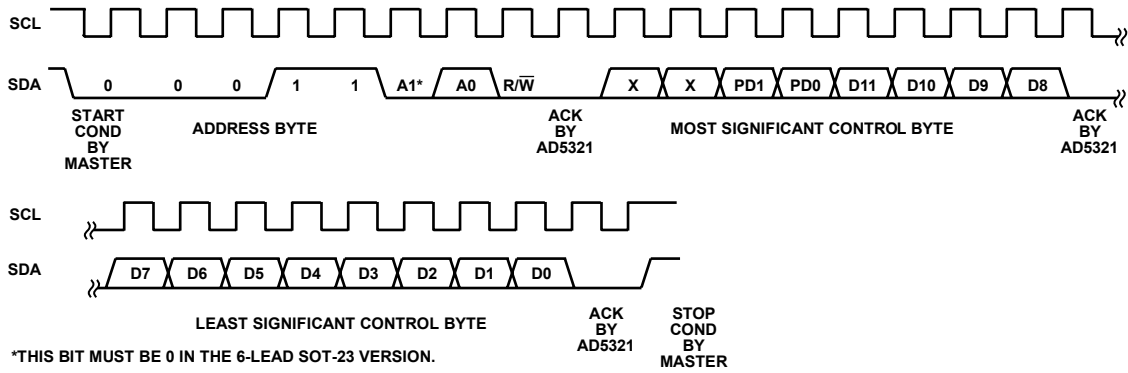 SCL
SDA 0 0 0 1 1 A1* A0 R/W̅ X X PD1 PD0 D11 D10 D9 D8
START COND BY MASTER
ADDRESS BYTE
ACK BY AD5321
MOST SIGNIFICANT CONTROL BYTE
ACK BY AD5321
SCL
SDA D7 D6 D5 D4 D3 D2 D1 D0
LEAST SIGNIFICANT CONTROL BYTE
ACK BY AD5321
STOP COND BY MASTER
*THIS BIT MUST BE 0 IN THE 6-LEAD SOT-23 VERSION.